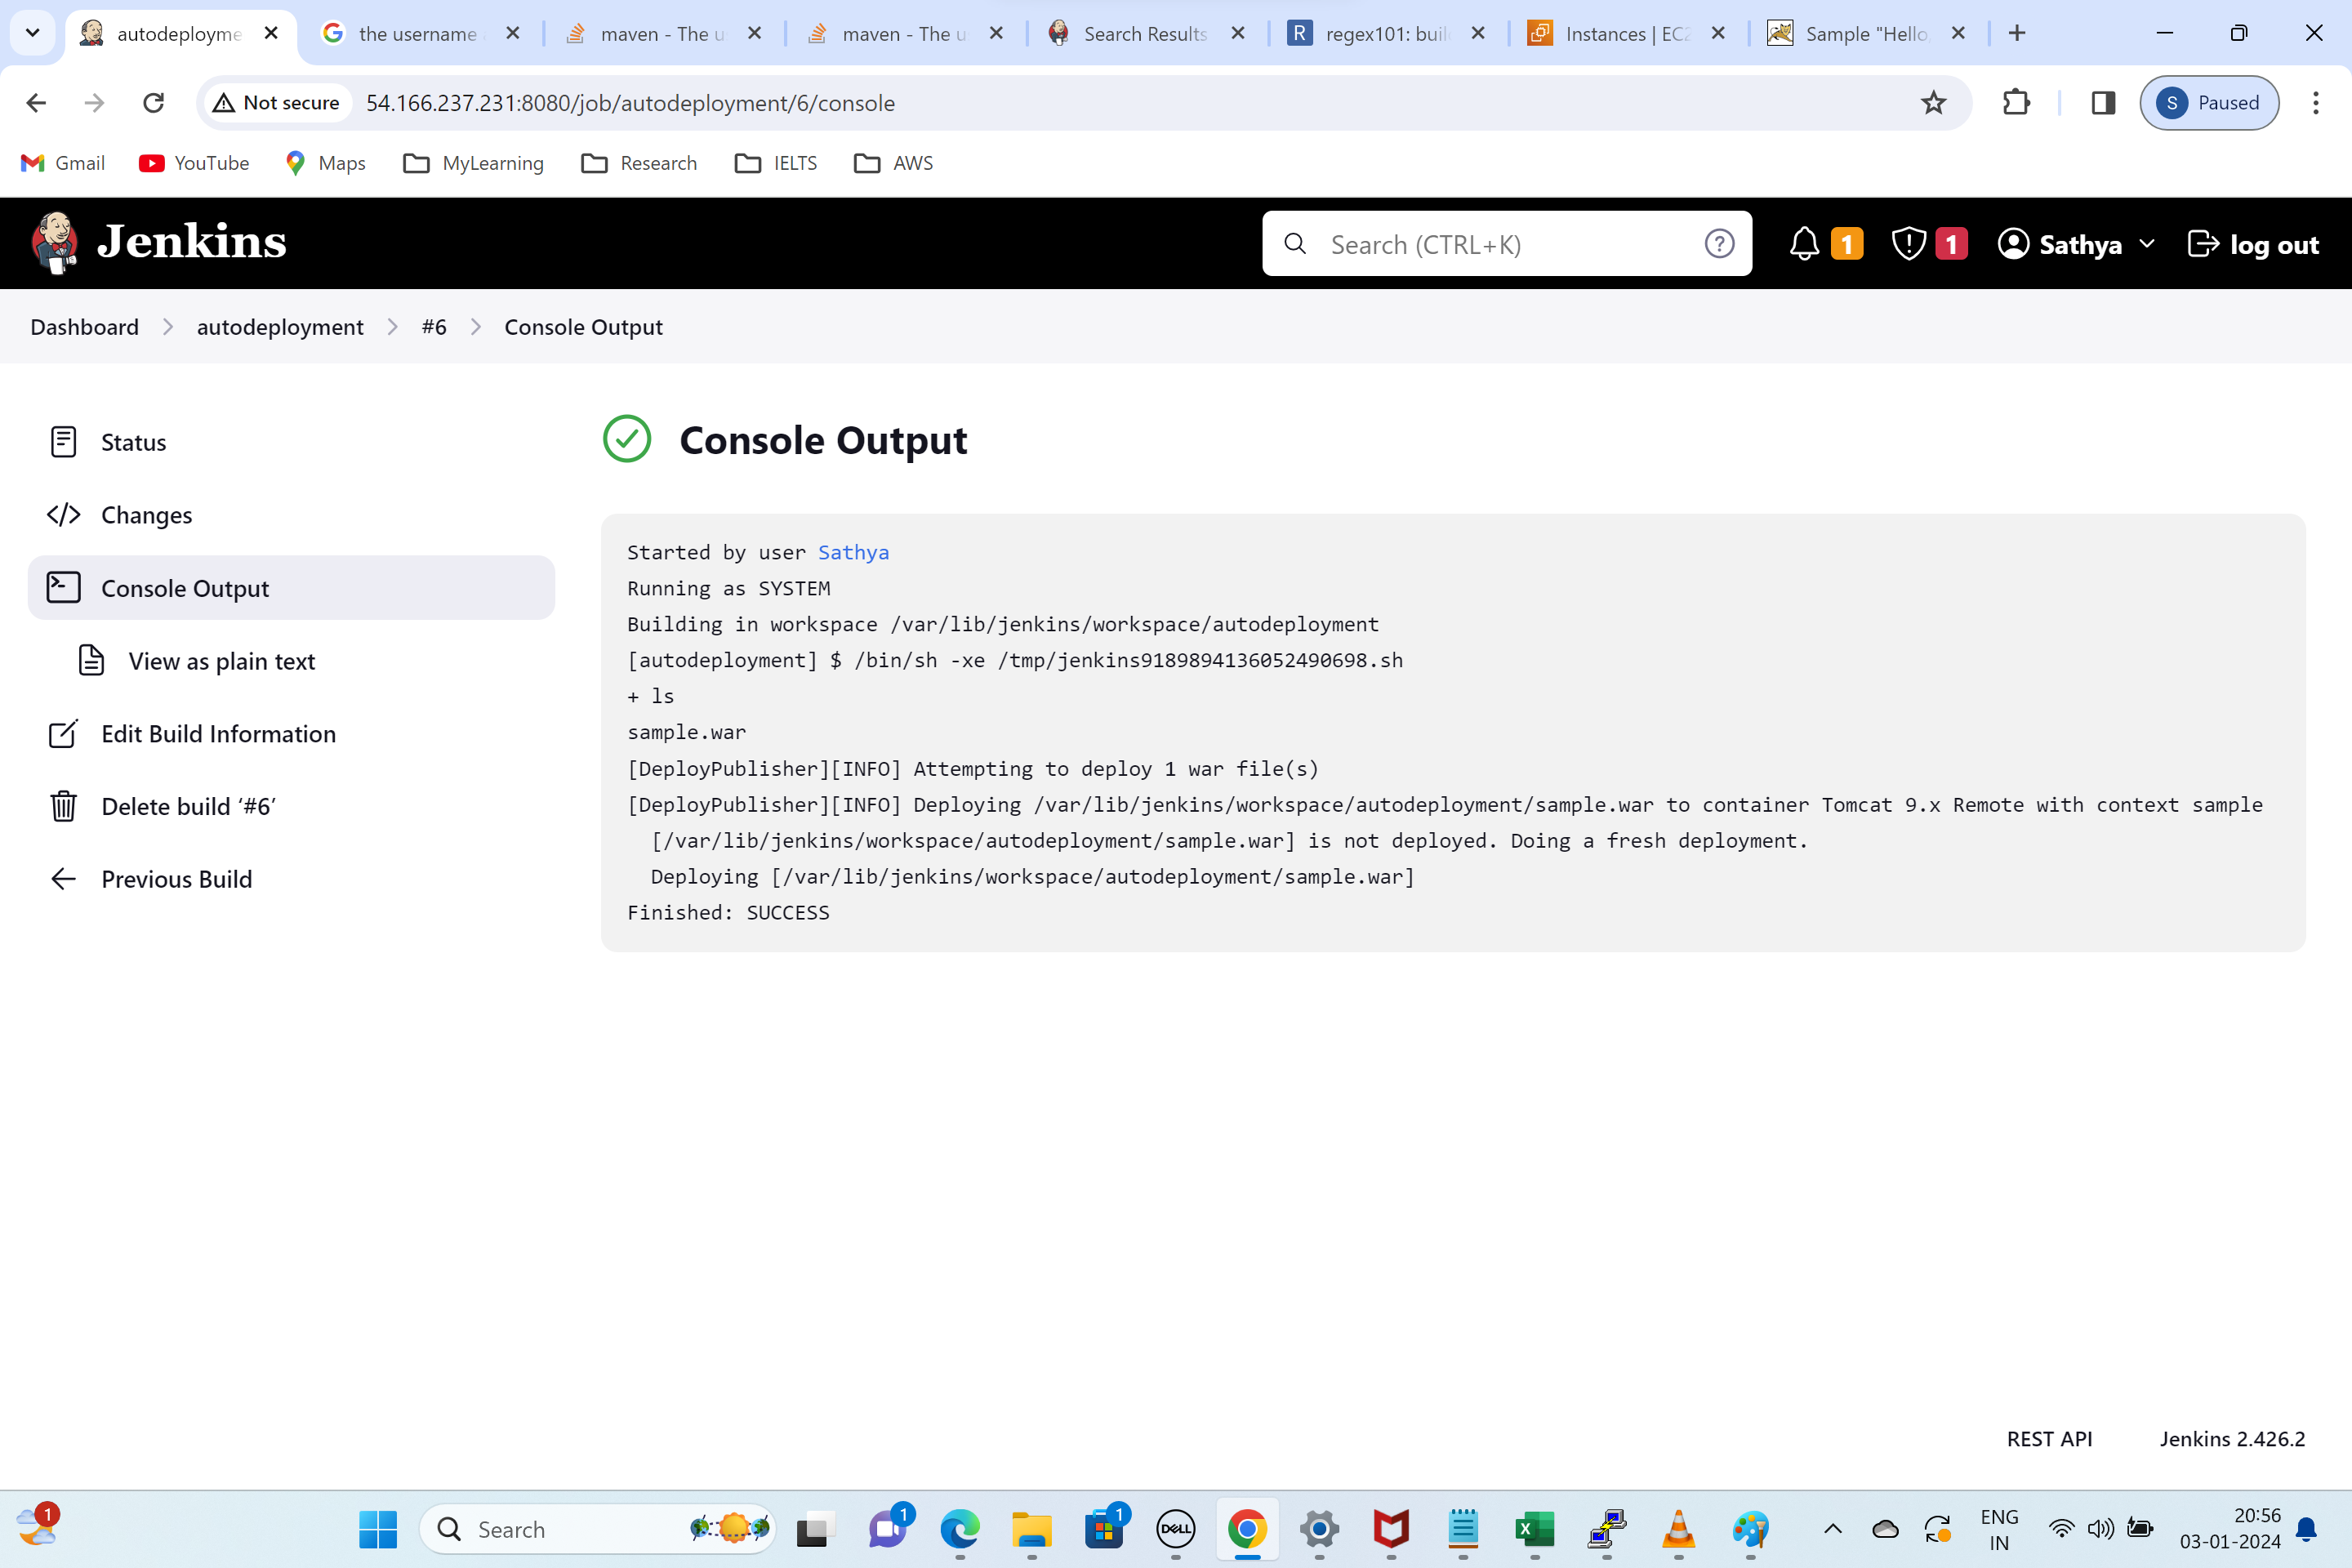 autodeployme
the username
maven - The u
maven - The u
Search Results
R
regex101: buil
Instances | EC2
Sample "Hello
Not secure
54.166.237.231:8080/job/autodeployment/6/console
S
Paused
Gmail
YouTube
Maps
MyLearning
Research
IELTS
AWS
Jenkins
Search (CTRL+K)
?
1
1
Sathya
log out
Dashboard
autodeployment
#6
Console Output
Status
Changes
Console Output
View as plain text
Edit Build Information
Delete build ‘#6’
Previous Build
Console Output
Started by user Sathya
Running as SYSTEM
Building in workspace /var/lib/jenkins/workspace/autodeployment
[autodeployment] $ /bin/sh -xe /tmp/jenkins9189894136052490698.sh
+ ls
sample.war
[DeployPublisher][INFO] Attempting to deploy 1 war file(s)
[DeployPublisher][INFO] Deploying /var/lib/jenkins/workspace/autodeployment/sample.war to container Tomcat 9.x Remote with context sample
[/var/lib/jenkins/workspace/autodeployment/sample.war] is not deployed. Doing a fresh deployment.
Deploying [/var/lib/jenkins/workspace/autodeployment/sample.war]
Finished: SUCCESS
REST API
Jenkins 2.426.2
1
Search
1
1
DELL
X
ENG
IN
20:56
03-01-2024